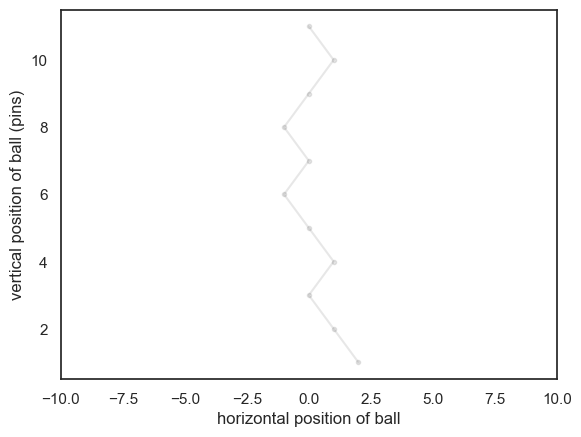 10
8
6
4
2
vertical position of ball (pins)
−10.0 −7.5 −5.0 −2.5 0.0 2.5 5.0 7.5 10.0
horizontal position of ball